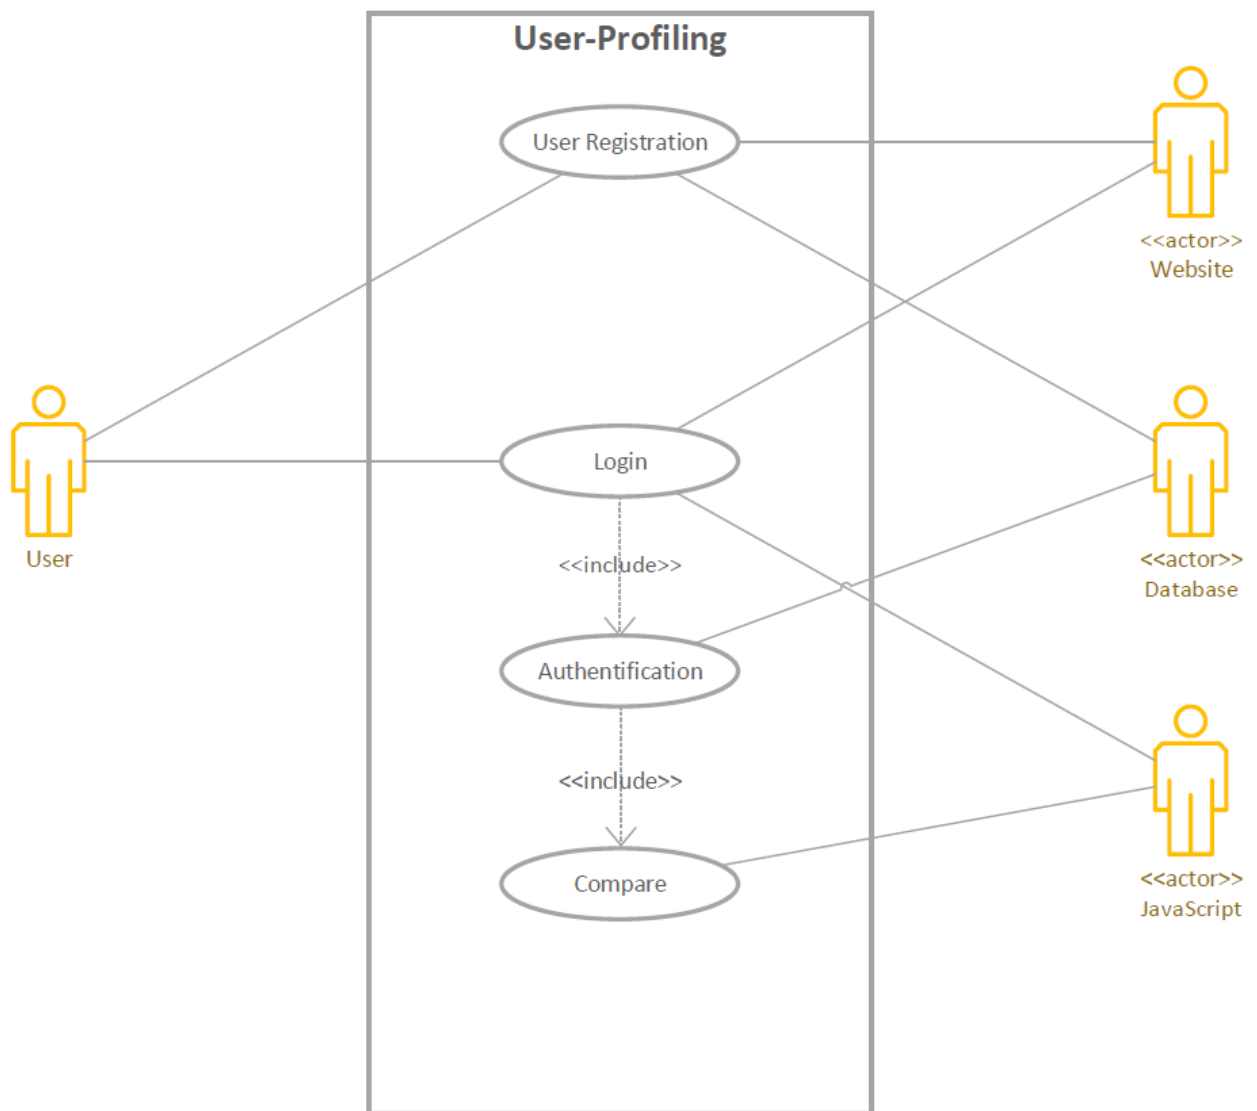 User-Profiling
User Registration
<<actor>>
Website
Login
User
<<include>>
<<actor>>
Database
Authentification
<<include>>
Compare
<<actor>>
JavaScript